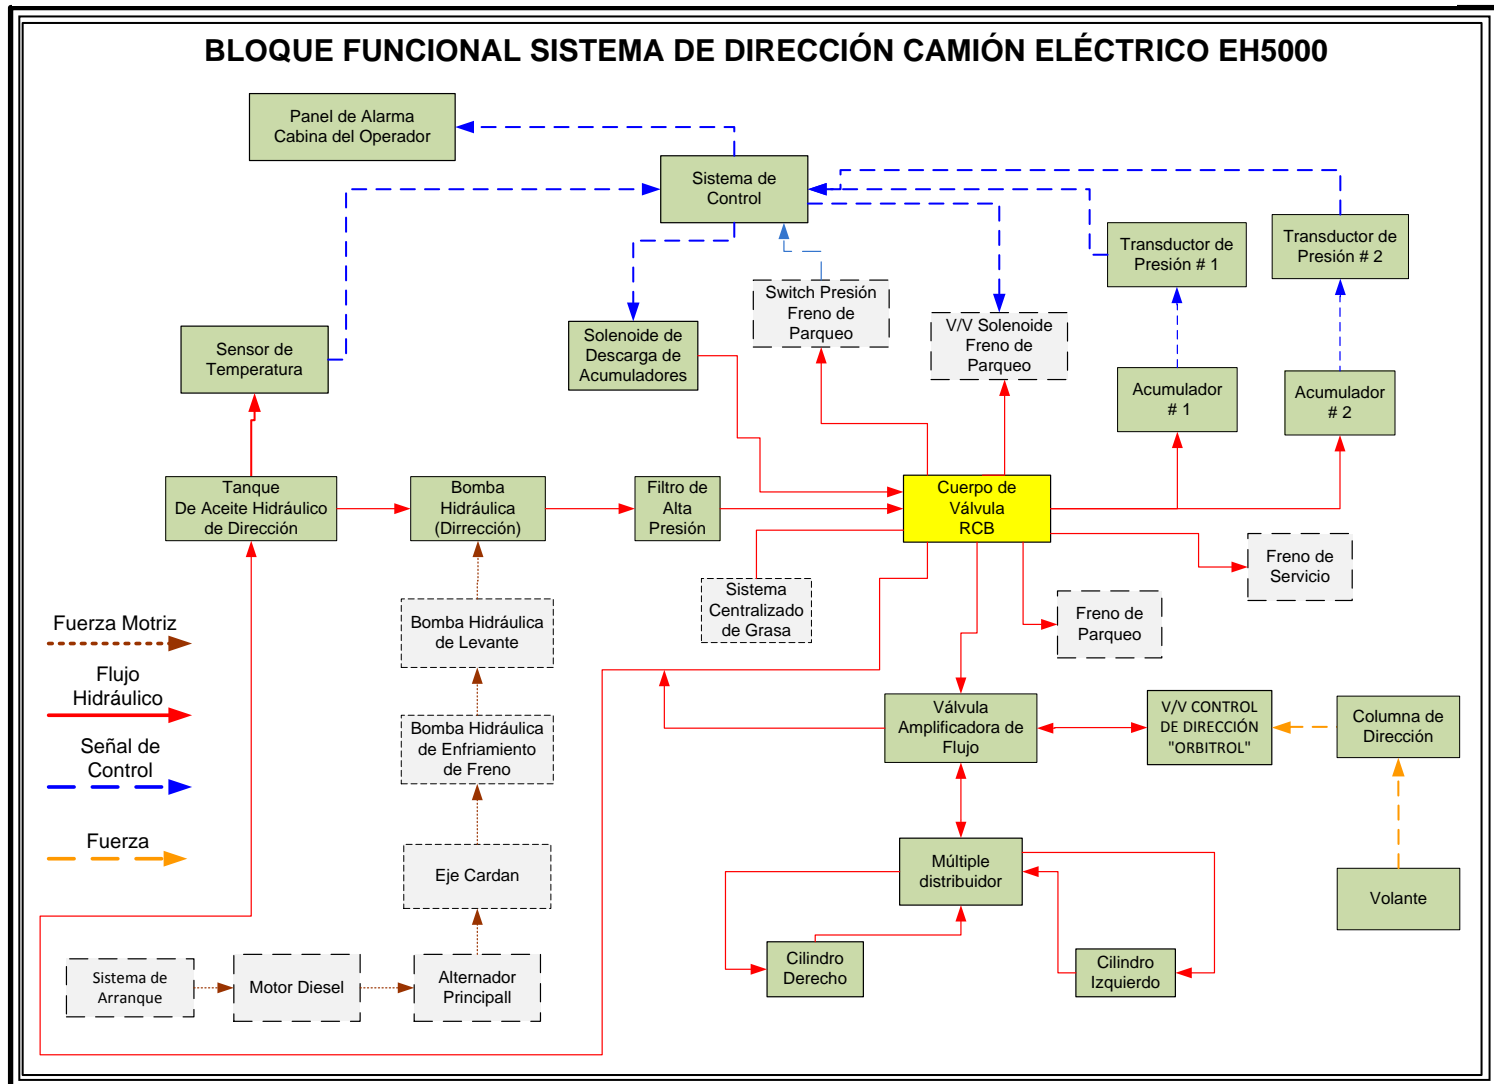 BLOQUE FUNCIONAL SISTEMA DE DIRECCIÓN CAMIÓN ELÉCTRICO EH5000
Panel de Alarma
Cabina del Operador
Sistema de
Control
Transductor de
Presión # 1
Transductor de
Presión # 2
Switch Presión
Freno de
Parqueo
V/V Solenoide
Freno de
Parqueo
Solenoide de
Descarga de
Acumuladores
Sensor de
Temperatura
Acumulador
# 1
Acumulador
# 2
Tanque
De Aceite Hidráulico
de Dirección
Bomba
Hidráulica
(Dirrección)
Filtro de
Alta
Presión
Cuerpo de
Válvula
RCB
Freno de
Servicio
Sistema
Centralizado
de Grasa
Freno de
Parqueo
Bomba Hidráulica
de Levante
Fuerza Motriz
Flujo
Hidráulico
Señal de
Control
Fuerza
Bomba Hidráulica
de Enfriamiento
de Freno
Válvula
Amplificadora de
Flujo
V/V CONTROL
DE DIRECCIÓN
"ORBITROL"
Columna de
Dirección
Eje Cardan
Múltiple
distribuidor
Volante
Sistema de
Arranque
Motor Diesel
Alternador
Principall
Cilindro
Derecho
Cilindro
Izquierdo